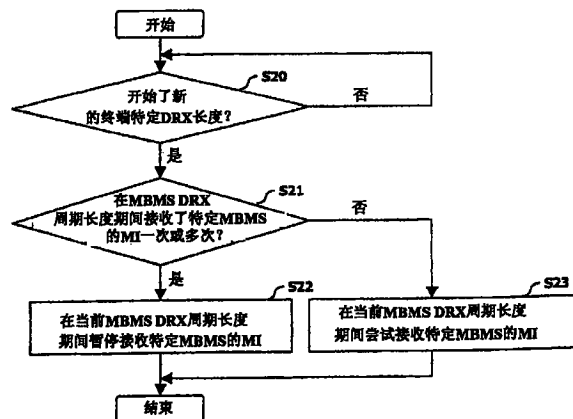 开始
S20
开始了新
的终端特定DRX长度？
否
是
S21
在MBMS DRX
周期长度期间接收了特定MBMS
的MI一次或多次？
否
是
S22
在当前MBMS DRX周期长度
期间暂停接收特定MBMS的MI
S23
在当前MBMS DRX周期长度
期间尝试接收特定MBMS的MI
结束